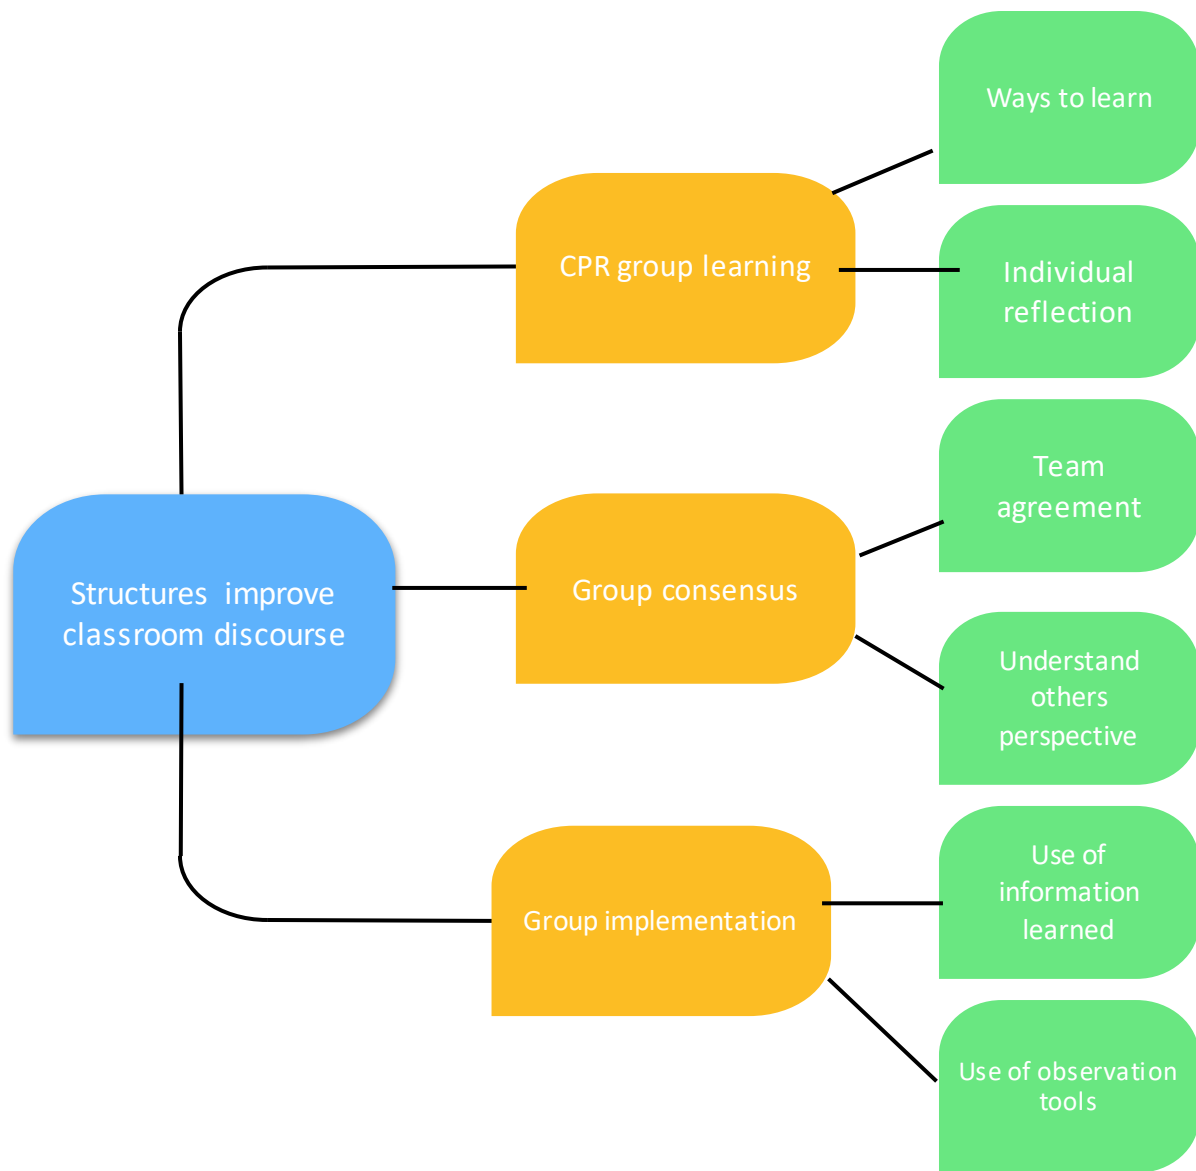 Structures improve
classroom discourse
CPR group learning
Ways to learn
Individual
reflection
Group consensus
Team
agreement
Understand
others
perspective
Group implementation
Use of
information
learned
Use of observation
tools